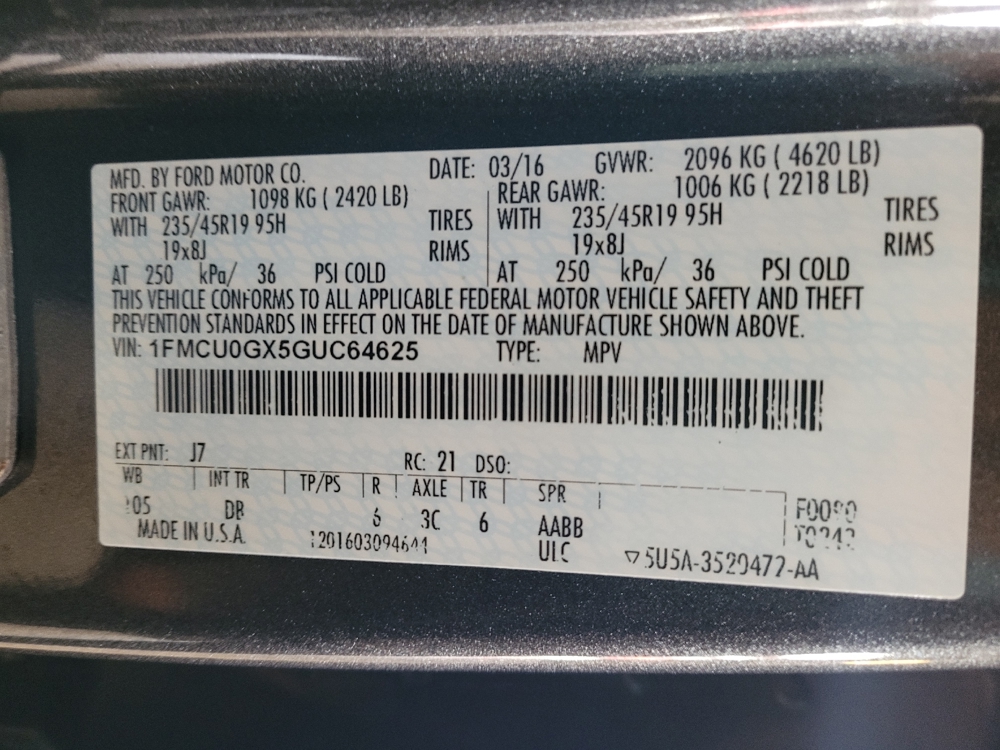 MFD. BY FORD MOTOR CO. DATE: 03/16 GVWR: 2096 KG ( 4620 LB)
FRONT GAWR: 1098 KG ( 2420 LB) REAR GAWR: 1006 KG ( 2218 LB)
WITH 235/45R19 95H TIRES WITH 235/45R19 95H TIRES
19x8J RIMS 19x8J RIMS
AT 250 kPa/ 36 PSI COLD AT 250 kPa/ 36 PSI COLD
THIS VEHICLE CONFORMS TO ALL APPLICABLE FEDERAL MOTOR VEHICLE SAFETY AND THEFT
PREVENTION STANDARDS IN EFFECT ON THE DATE OF MANUFACTURE SHOWN ABOVE.
VIN: 1FMCU0GX5GUC64625 TYPE: MPV
EXT PNT: J7 RC: 21 DSO:
WB INT TR TP/PS R AXLE TR SPR
105 DB 6 3C 6 AABB
MADE IN U.S.A. ULC 5U5A-3520472-AA